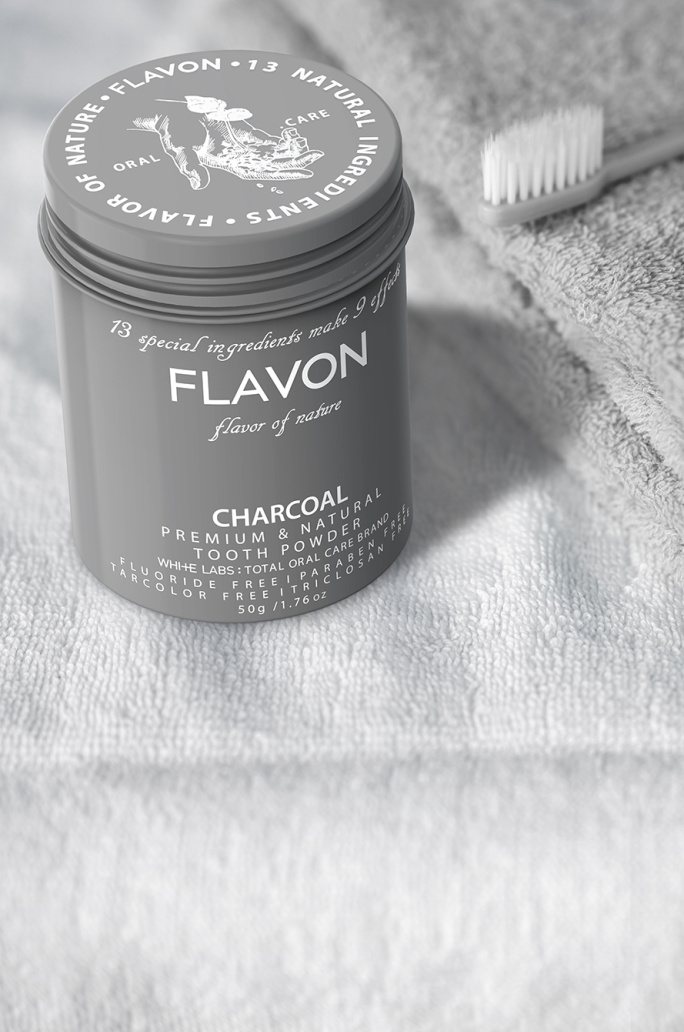 FLAVON • 13 NATURAL INGREDIENTS • FLAVOR OF NATURE •
ORAL CARE
13 special ingredients make 9 effects
FLAVON
flavor of nature
CHARCOAL
PREMIUM & NATURAL
TOOTH POWDER
WHITE LABS : TOTAL ORAL CARE BRAND
FLUORIDE FREE | PARABEN FREE
TARCOLOR FREE | TRICLOSAN FREE
50g / 1.76oz